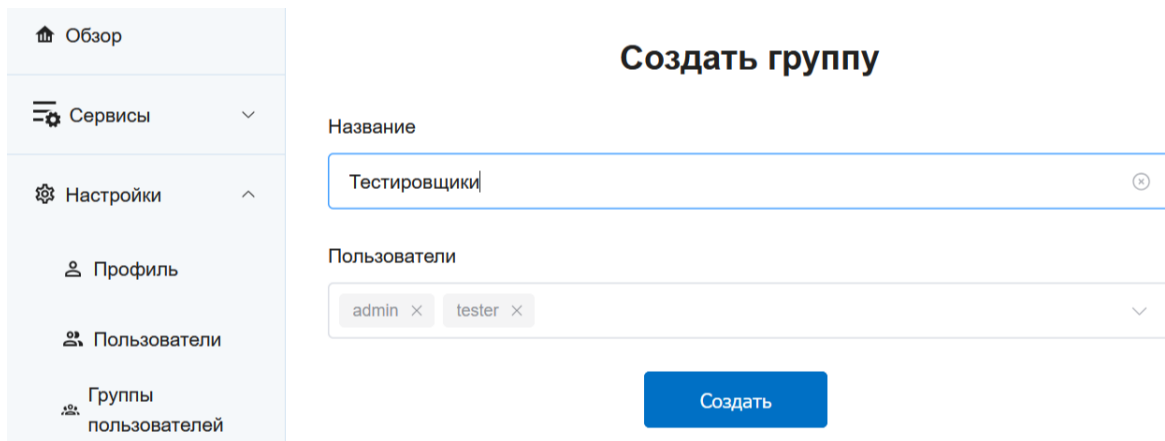 Обзор
Сервисы
Настройки
Профиль
Пользователи
Группы
пользователей
Создать группу
Название
Тестировщики
Пользователи
admin
tester
Создать